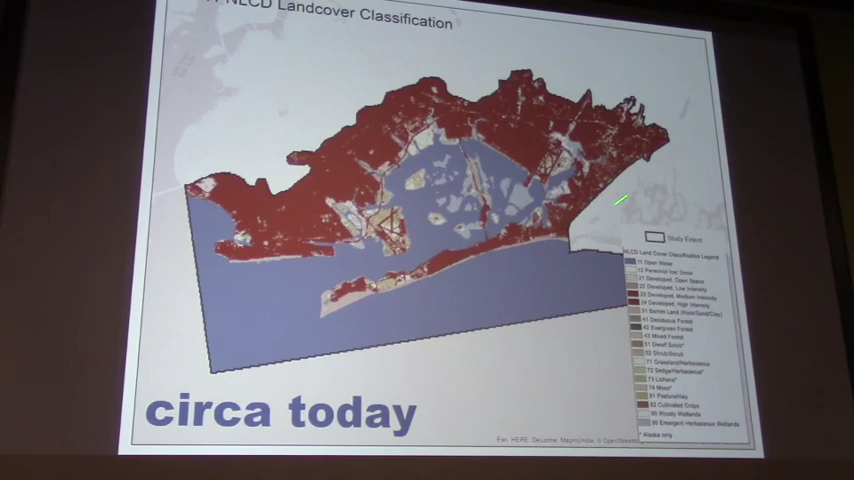 NLCD Landcover Classification
Study Extent
NLCD Land Cover Classification Legend
11 Open Water
12 Perennial Ice/ Snow
21 Developed, Open Space
22 Developed, Low Intensity
23 Developed, Medium Intensity
24 Developed, High Intensity
31 Barren Land (Rock/Sand/Clay)
41 Deciduous Forest
42 Evergreen Forest
43 Mixed Forest
51 Dwarf Scrub*
52 Shrub/Scrub
71 Grassland/Herbaceous
72 Sedge/Herbaceous*
73 Lichens*
74 Moss*
81 Pasture/Hay
82 Cultivated Crops
90 Woody Wetlands
95 Emergent Herbaceous Wetlands
* Alaska only
circa today
Esri, HERE, DeLorme, MapmyIndia, © OpenStreetMap